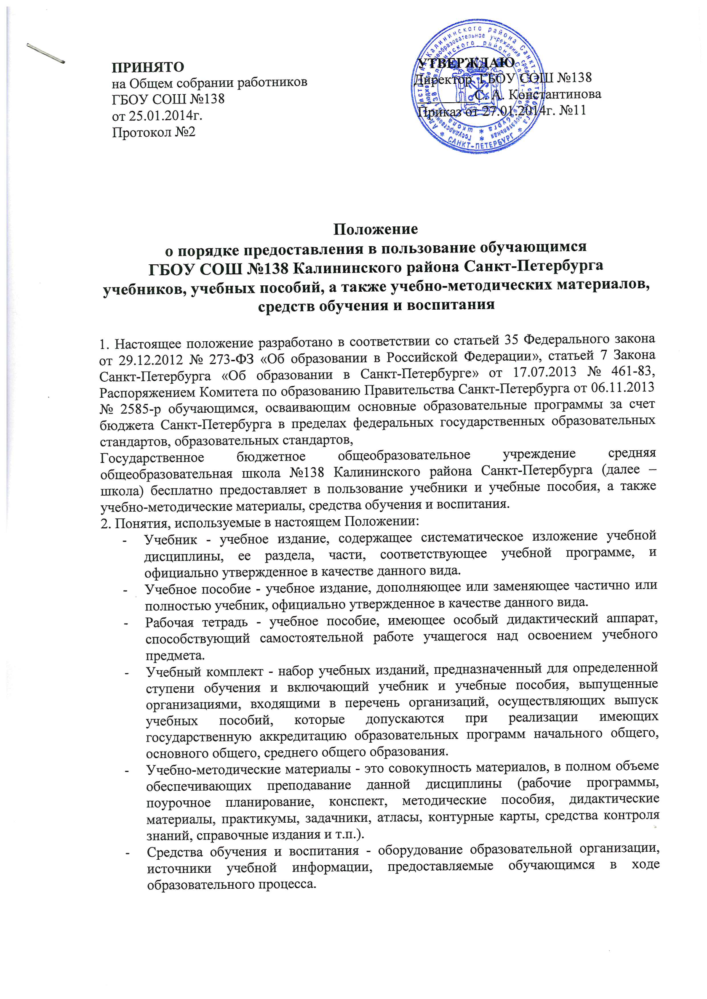 ПРИНЯТО
на Общем собрании работников
ГБОУ СОШ №138
от 25.01.2014г.
Протокол №2
УТВЕРЖДАЮ
Директор ГБОУ СОШ №138
________С. А. Константинова
Приказ от 27.01.2014г. №11
Администрация Калининского района Санкт-Петербурга
* САНКТ-ПЕТЕРБУРГ *
Государственное бюджетное общеобразовательное учреждение средняя общеобразовательная
школа № 138 Калининского района Санкт-Петербурга *
Положение
о порядке предоставления в пользование обучающимся
ГБОУ СОШ №138 Калининского района Санкт-Петербурга
учебников, учебных пособий, а также учебно-методических материалов,
средств обучения и воспитания
1. Настоящее положение разработано в соответствии со статьей 35 Федерального закона
от 29.12.2012 № 273-ФЗ «Об образовании в Российской Федерации», статьей 7 Закона
Санкт-Петербурга «Об образовании в Санкт-Петербурге» от 17.07.2013 № 461-83,
Распоряжением Комитета по образованию Правительства Санкт-Петербурга от 06.11.2013
№ 2585-р обучающимся, осваивающим основные образовательные программы за счет
бюджета Санкт-Петербурга в пределах федеральных государственных образовательных
стандартов, образовательных стандартов,
Государственное бюджетное общеобразовательное учреждение средняя
общеобразовательная школа №138 Калининского района Санкт-Петербурга (далее –
школа) бесплатно предоставляет в пользование учебники и учебные пособия, а также
учебно-методические материалы, средства обучения и воспитания.
2. Понятия, используемые в настоящем Положении:
- Учебник - учебное издание, содержащее систематическое изложение учебной
дисциплины, ее раздела, части, соответствующее учебной программе, и
официально утвержденное в качестве данного вида.
- Учебное пособие - учебное издание, дополняющее или заменяющее частично или
полностью учебник, официально утвержденное в качестве данного вида.
- Рабочая тетрадь - учебное пособие, имеющее особый дидактический аппарат,
способствующий самостоятельной работе учащегося над освоением учебного
предмета.
- Учебный комплект - набор учебных изданий, предназначенный для определенной
ступени обучения и включающий учебник и учебные пособия, выпущенные
организациями, входящими в перечень организаций, осуществляющих выпуск
учебных пособий, которые допускаются при реализации имеющих
государственную аккредитацию образовательных программ начального общего,
основного общего, среднего общего образования.
- Учебно-методические материалы - это совокупность материалов, в полном объеме
обеспечивающих преподавание данной дисциплины (рабочие программы,
поурочное планирование, конспект, методические пособия, дидактические
материалы, практикумы, задачники, атласы, контурные карты, средства контроля
знаний, справочные издания и т.п.).
- Средства обучения и воспитания - оборудование образовательной организации,
источники учебной информации, предоставляемые обучающимся в ходе
образовательного процесса.